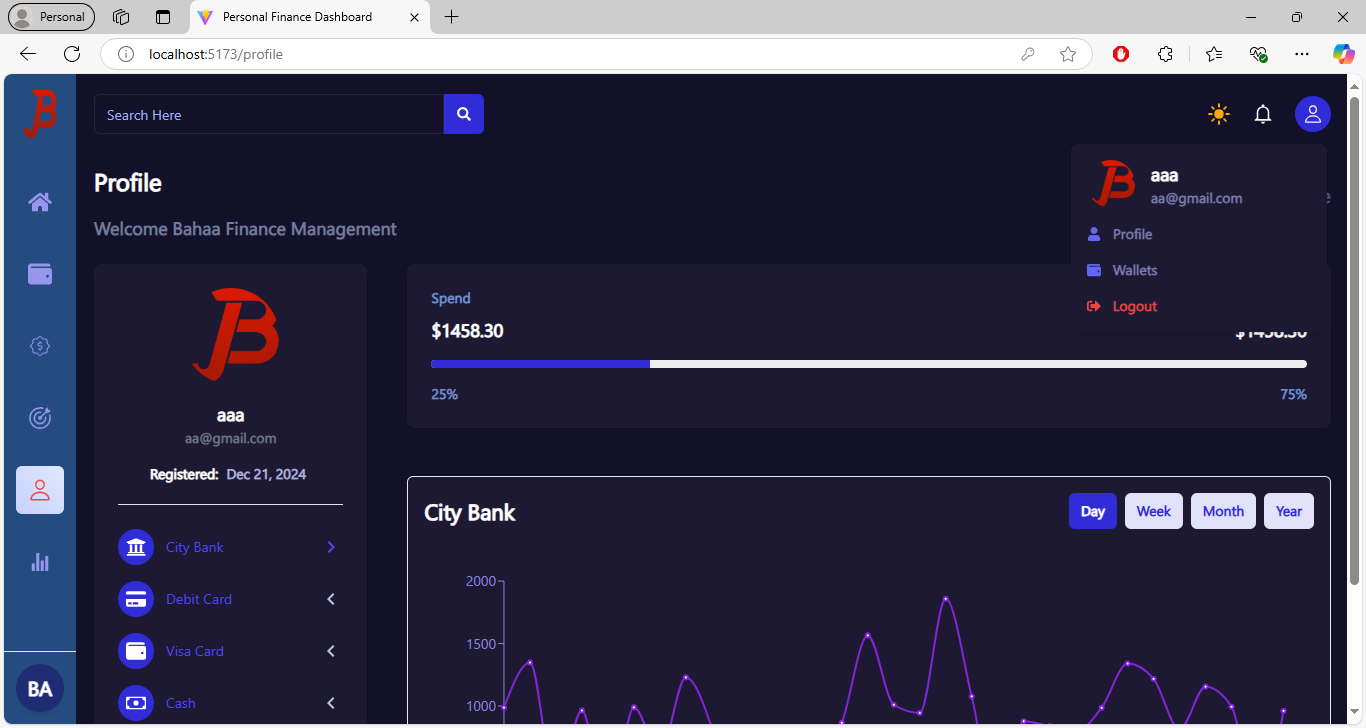 Personal
Personal Finance Dashboard
localhost:5173/profile
Search Here
Profile
Welcome Bahaa Finance Management
aaa
aa@gmail.com
Profile
Wallets
Logout
aaa
aa@gmail.com
Registered: Dec 21, 2024
City Bank
Debit Card
Visa Card
Cash
BA
Spend
$1458.30
$1458.30
25%
75%
City Bank
Day
Week
Month
Year
2000
1500
1000